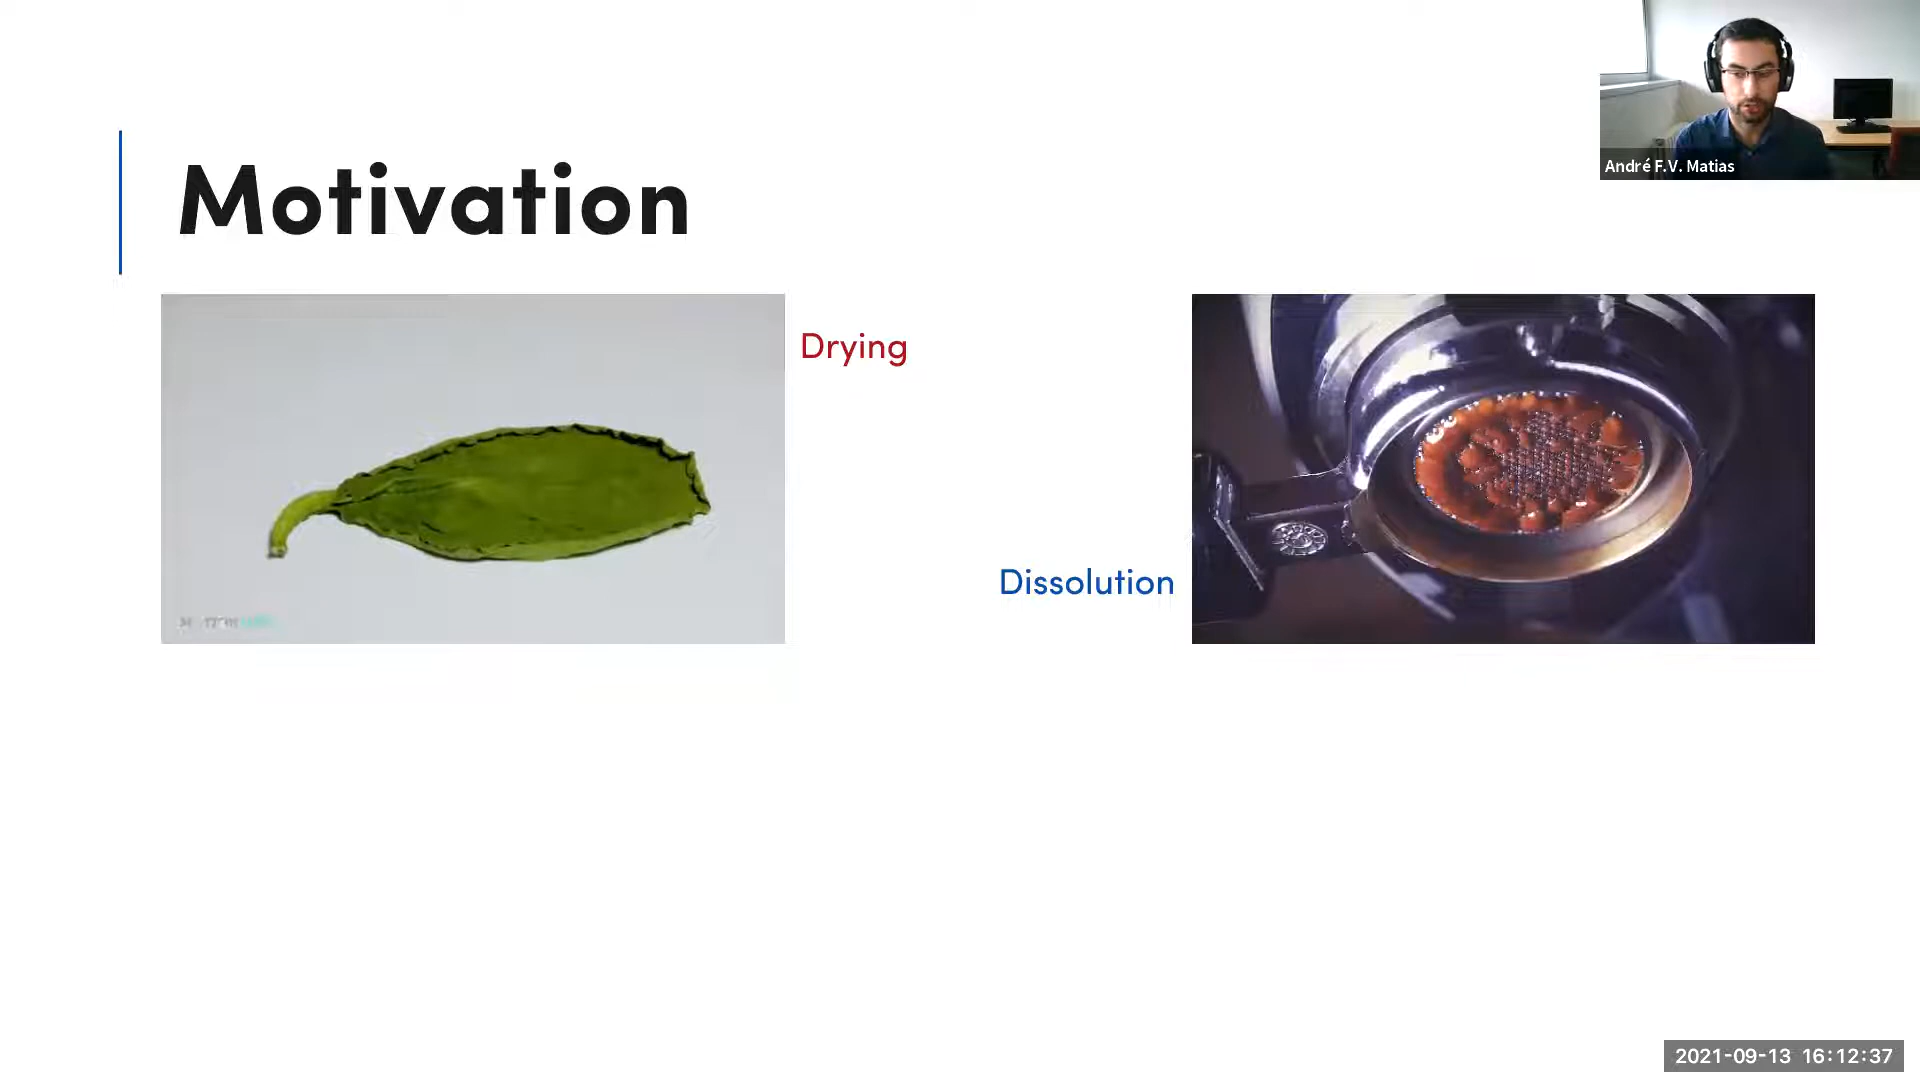 André F.V. Matias
Motivation
Drying
Dissolution
2021-09-13 16:12:37